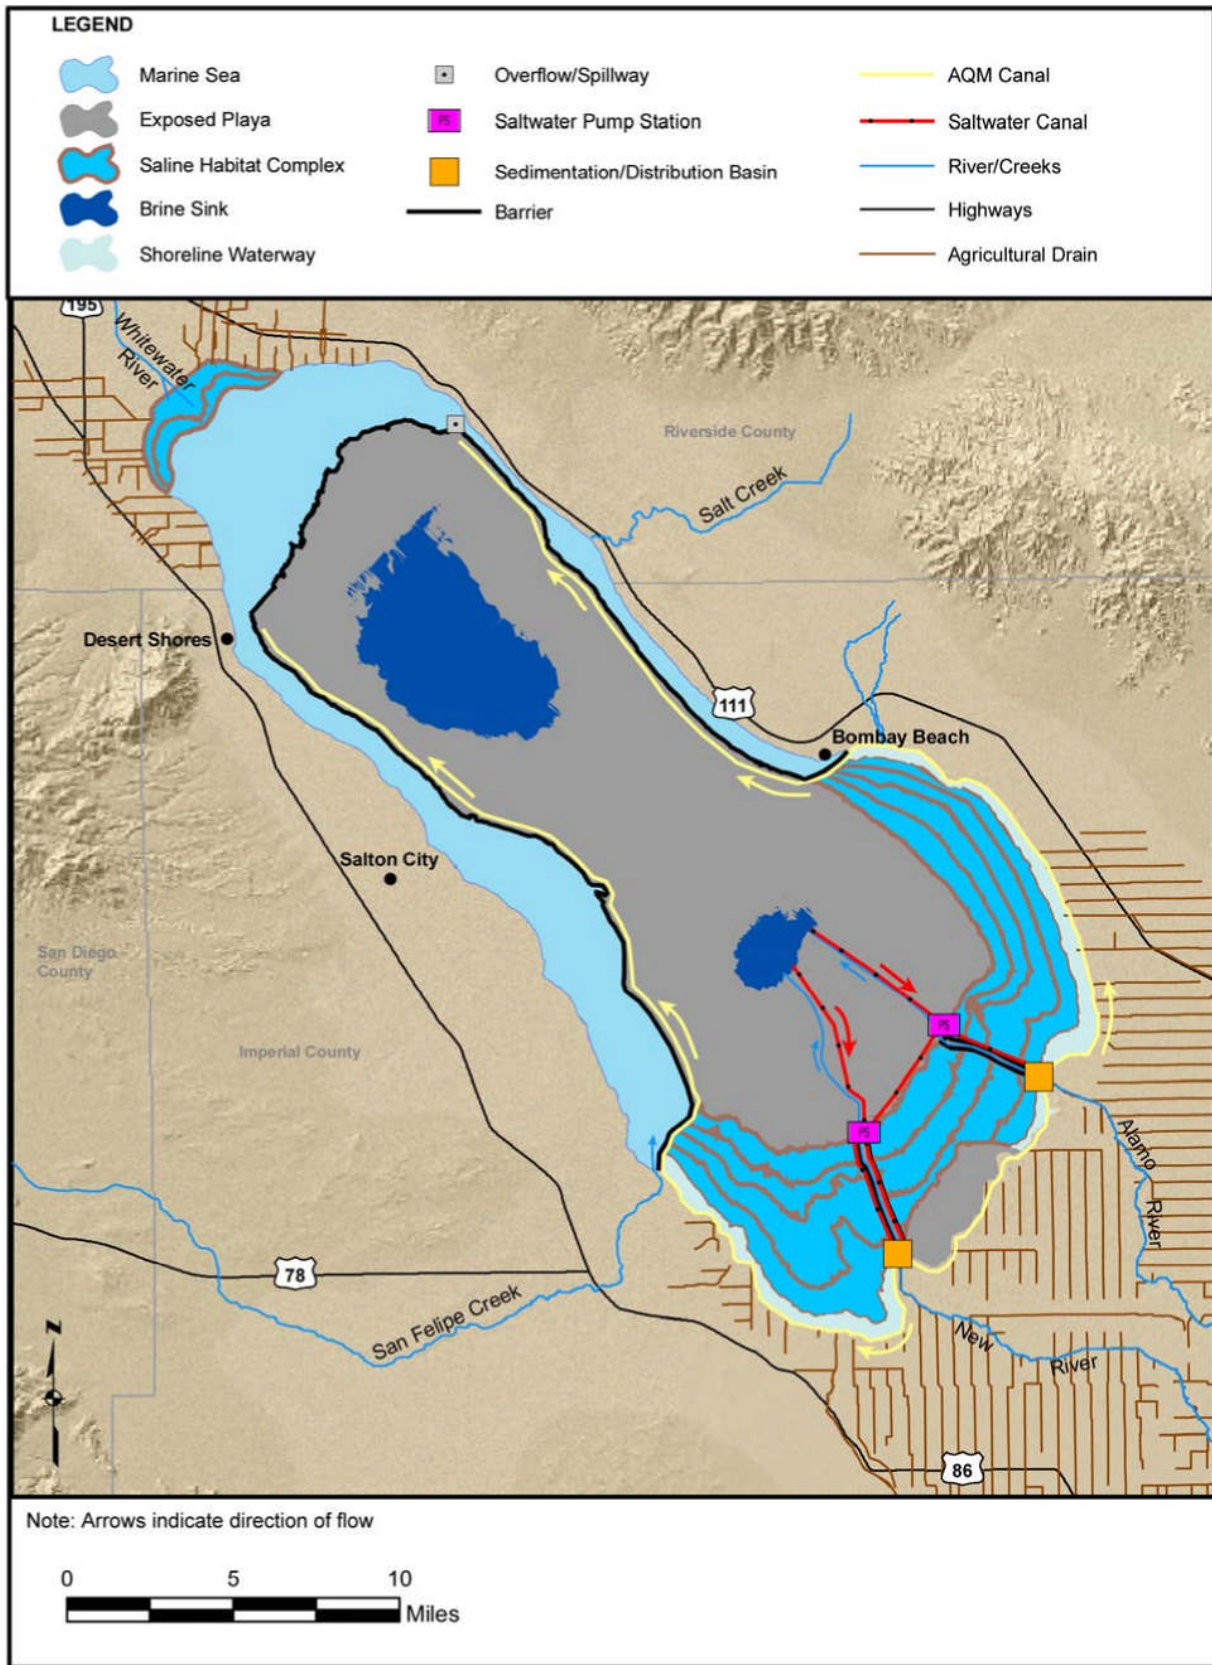 LEGEND
Marine Sea
Exposed Playa
Saline Habitat Complex
Brine Sink
Shoreline Waterway
Overflow/Spillway
PS
Saltwater Pump Station
Sedimentation/Distribution Basin
Barrier
AQM Canal
Saltwater Canal
River/Creeks
Highways
Agricultural Drain
195
Whitewater
River
Riverside County
Salt Creek
Desert Shores
111
Bombay Beach
Salton City
San Diego
County
Imperial County
PS
PS
Alamo
River
78
San Felipe Creek
New
River
N
86
Note: Arrows indicate direction of flow
0 5 10
Miles